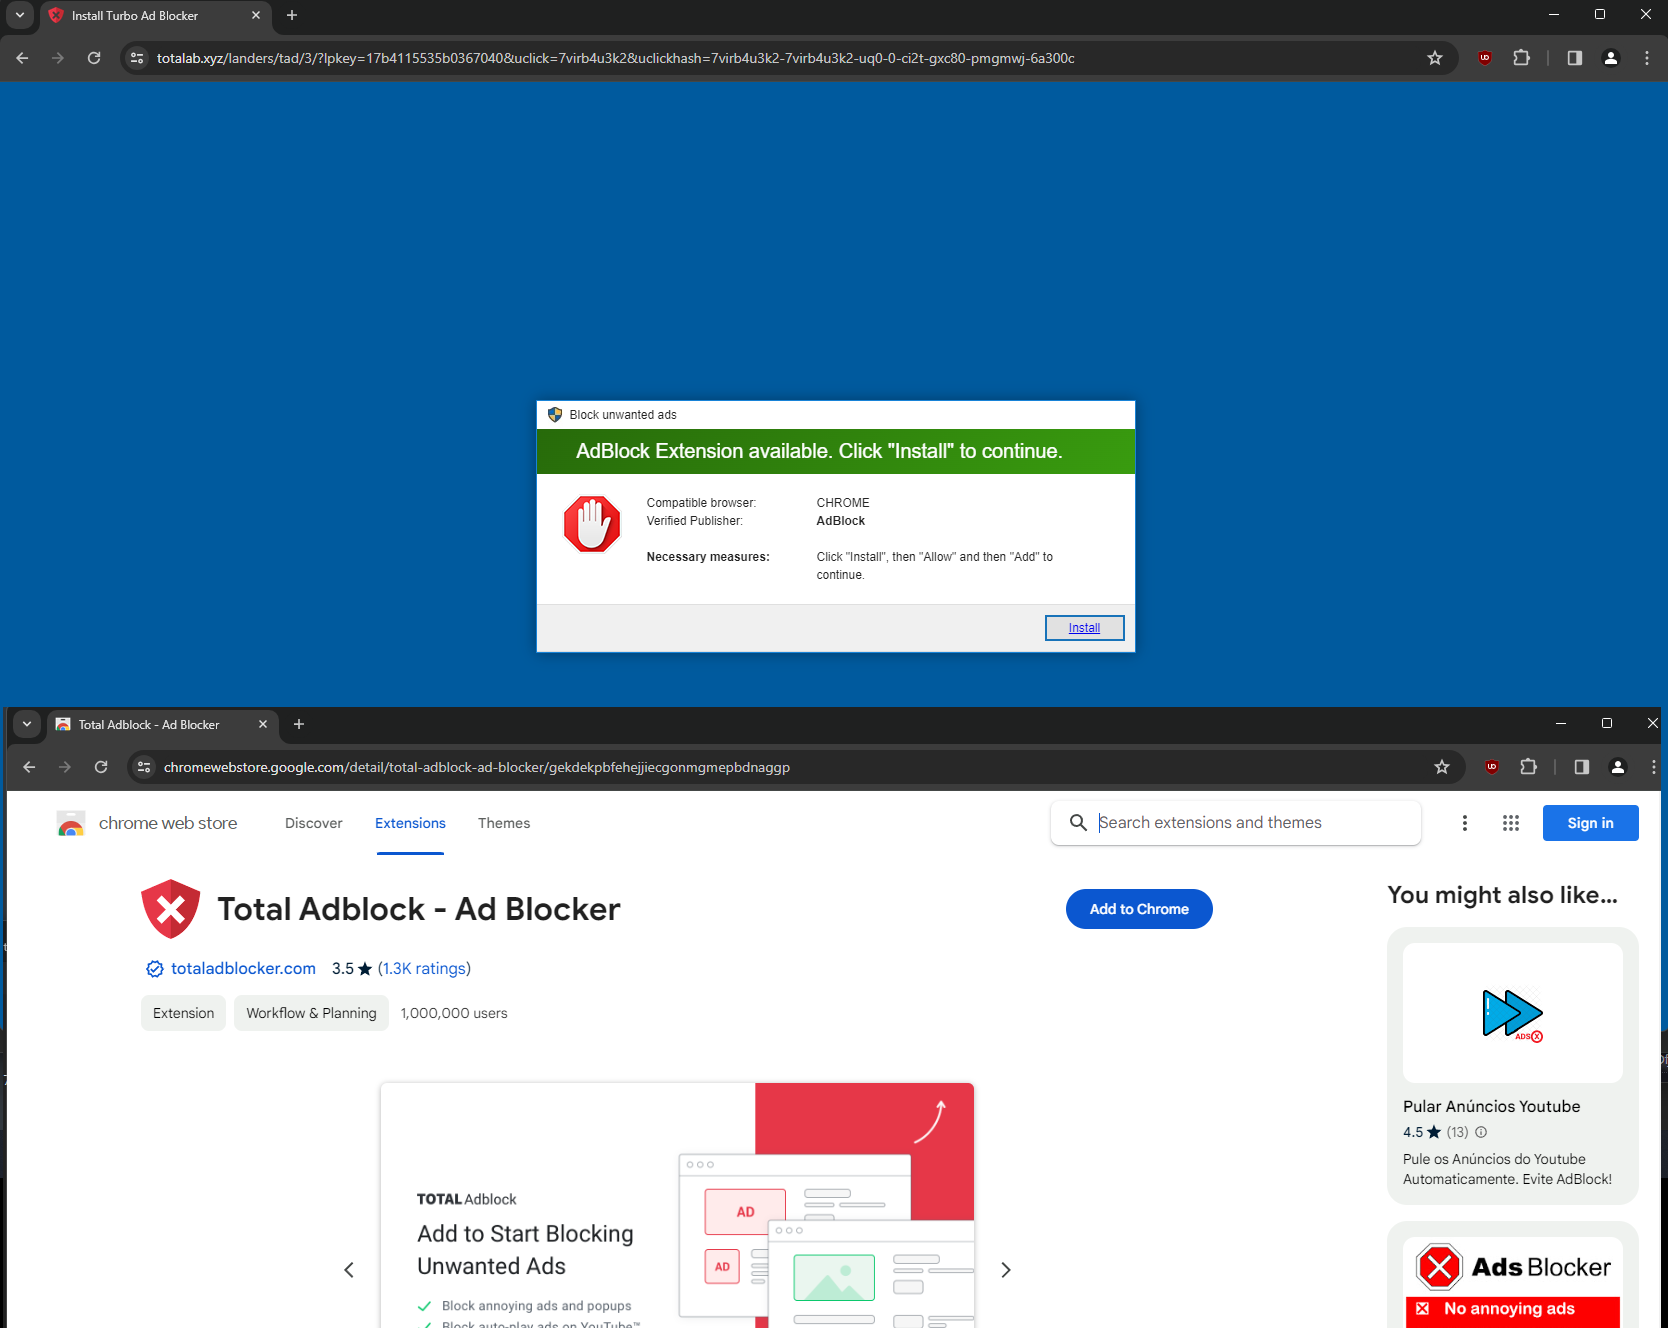 Install Turbo Ad Blocker
totalab.xyz/landers/tad/3/?lpkey=17b4115535b0367040&uclick=7virb4u3k2&uclickhash=7virb4u3k2-7virb4u3k2-uq0-0-ci2t-gxc80-pmgmwj-6a300c
Block unwanted ads
AdBlock Extension available. Click "Install" to continue.
Compatible browser: CHROME
Verified Publisher: AdBlock
Necessary measures: Click "Install", then "Allow" and then "Add" to
continue.
Install
Total Adblock - Ad Blocker
chromewebstore.google.com/detail/total-adblock-ad-blocker/gekdekpbfehejjiecgonmgmepbdnaggp
chrome web store Discover Extensions Themes Search extensions and themes Sign in
Total Adblock - Ad Blocker
Add to Chrome
totaladblocker.com 3.5 ★ (1.3K ratings)
Extension Workflow & Planning 1,000,000 users
TOTAL Adblock
Add to Start Blocking
Unwanted Ads
Block annoying ads and popups
Block auto-play ads on YouTube™
AD
AD
You might also like...
ADS
Pular Anúncios Youtube
4.5 ★ (13)
Pule os Anúncios do Youtube
Automaticamente. Evite AdBlock!
Ads Blocker
No annoying ads